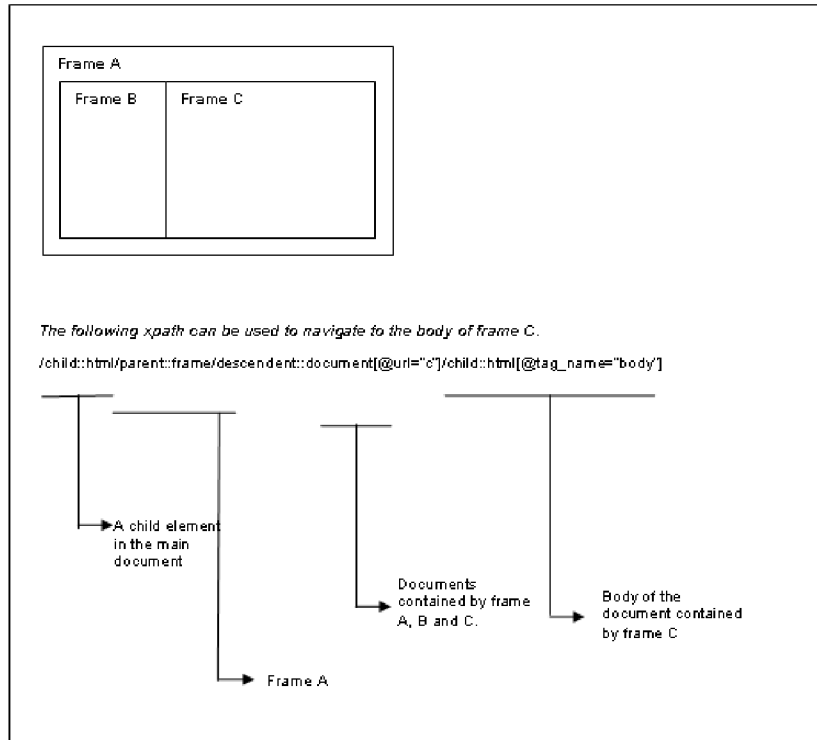 Frame A
Frame B
Frame C
The following xpath can be used to navigate to the body of frame C.
/child::html/parent::frame/descendent::document[@url="c"]/child::html[@tag_name="body"]
A child element
in the main
document
Documents
contained by frame
A, B and C.
Body of the
document contained
by frame C
Frame A